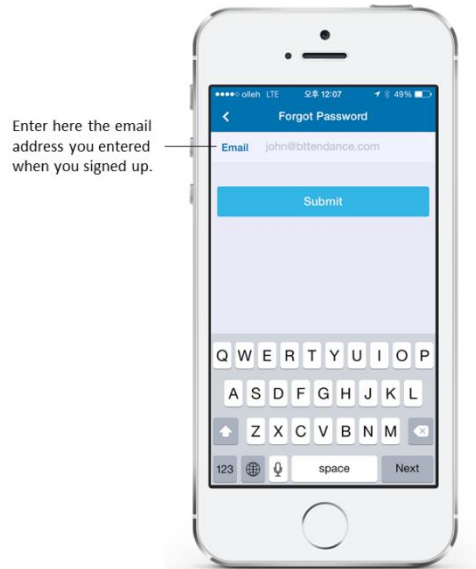 olleh LTE 오후 12:07 49%
Forgot Password
Enter here the email
address you entered
when you signed up.
Email john@bttendance.com
Submit
Q W E R T Y U I O P
A S D F G H J K L
Z X C V B N M
123 space Next